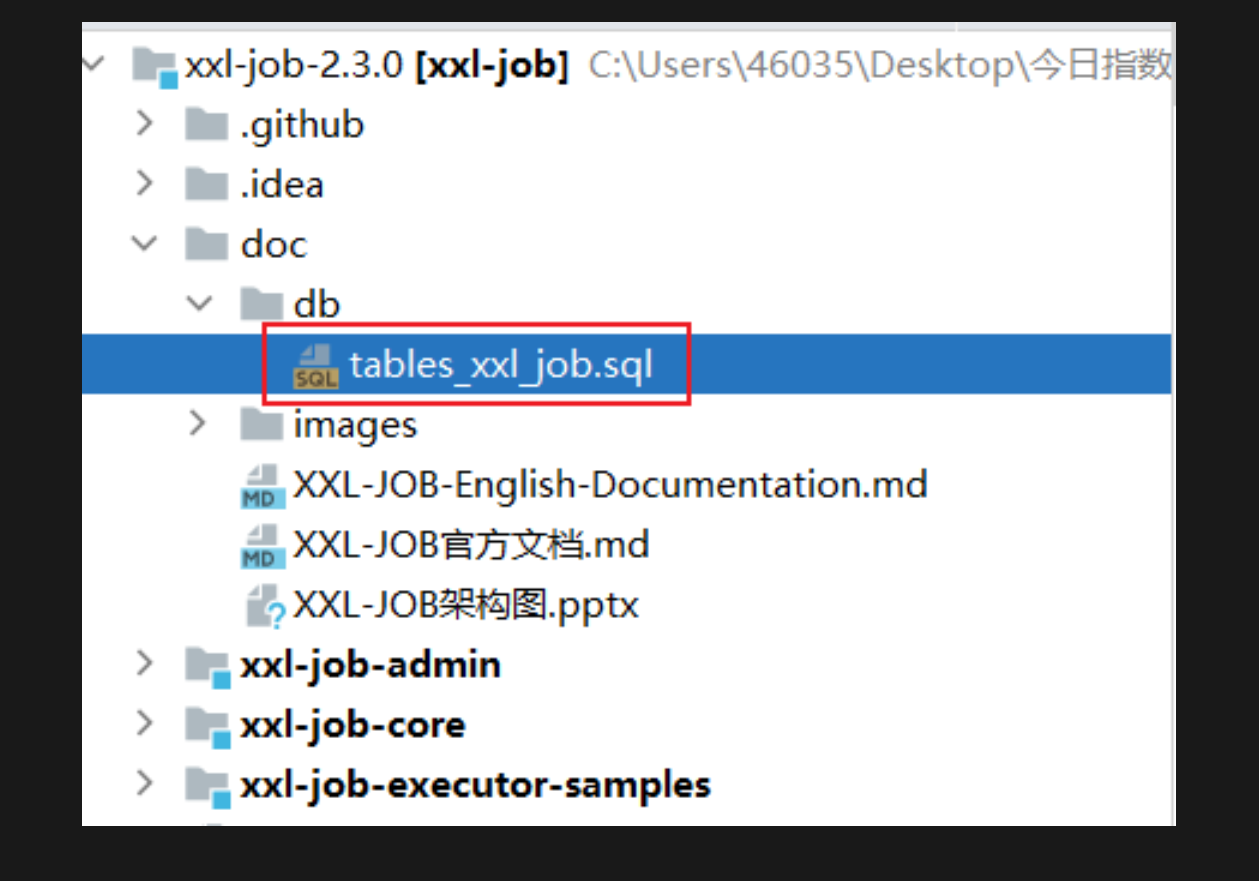 xxl-job-2.3.0 [xxl-job] C:\Users\46035\Desktop\今日指数
.github
.idea
doc
db
SQL tables_xxl_job.sql
images
MD XXL-JOB-English-Documentation.md
MD XXL-JOB官方文档.md
? XXL-JOB架构图.pptx
xxl-job-admin
xxl-job-core
xxl-job-executor-samples